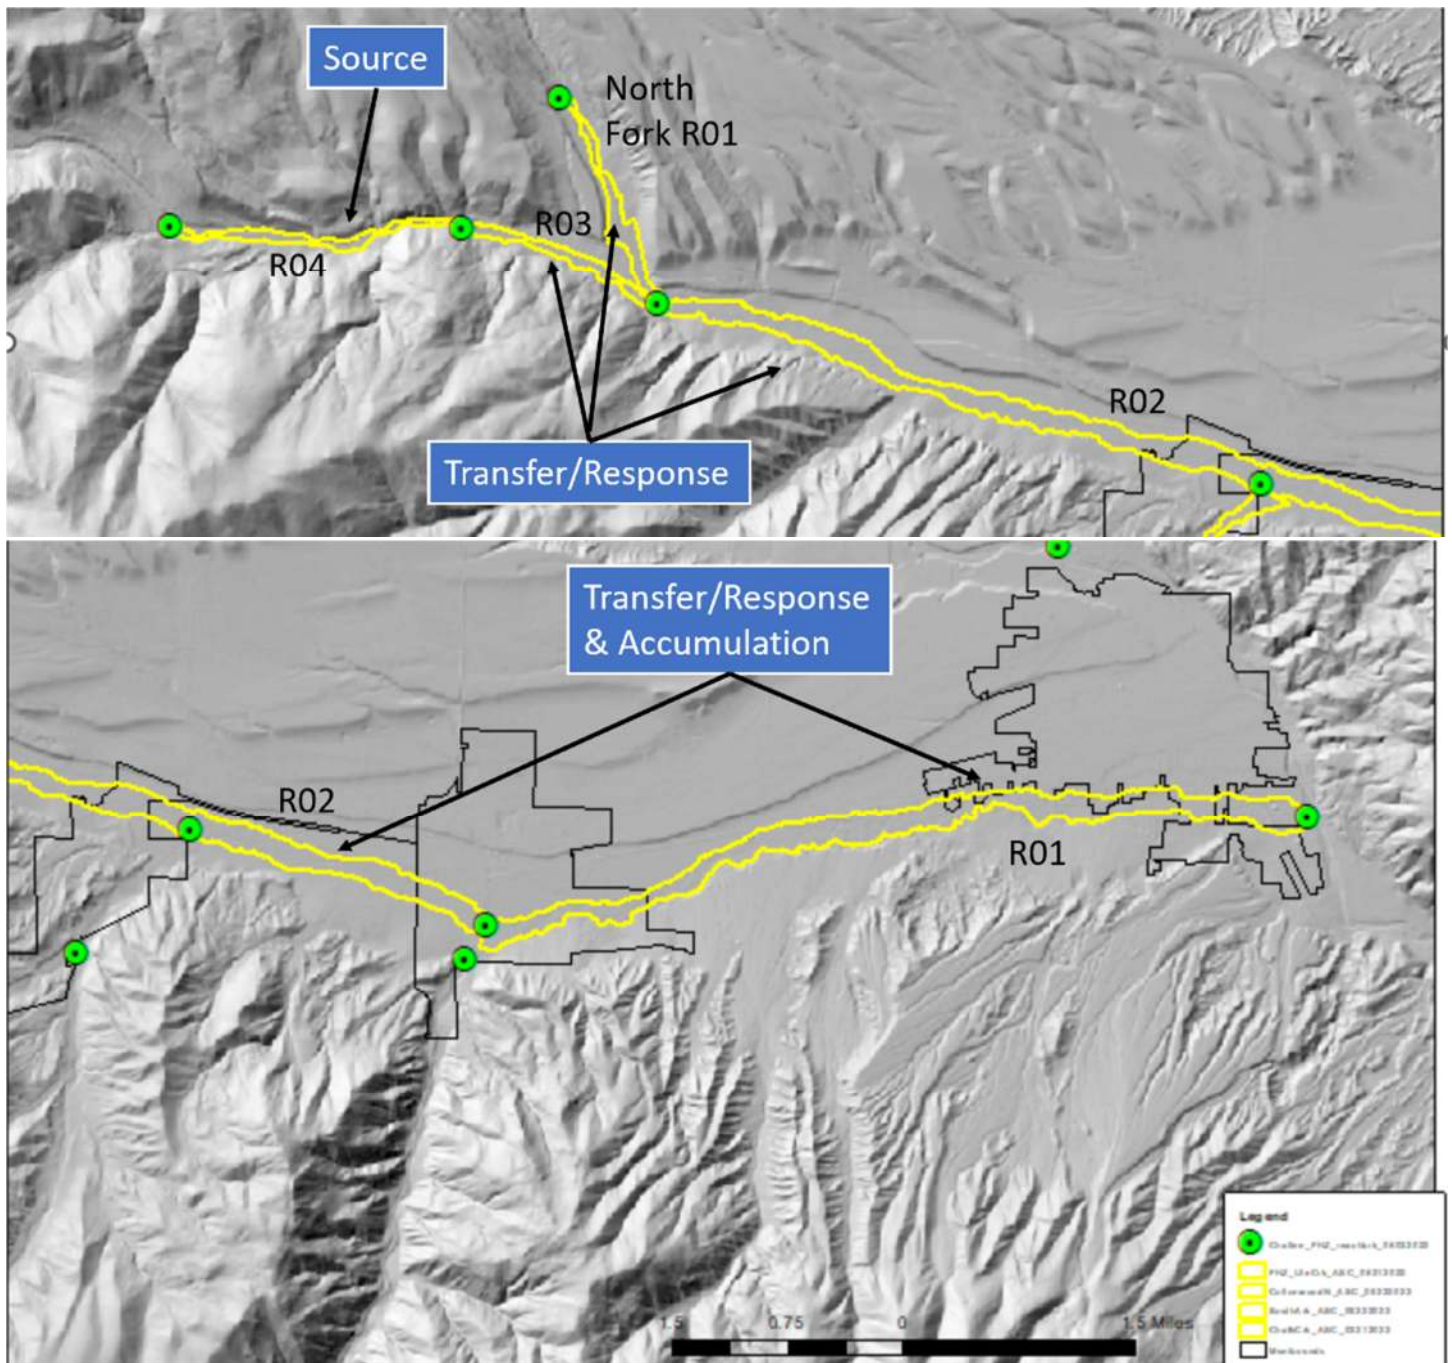 Source
North
Fork R01
R03
R04
R02
Transfer/Response
Transfer/Response
& Accumulation
R02
R01
Legend
1.5 0.75 0 1.5 Miles